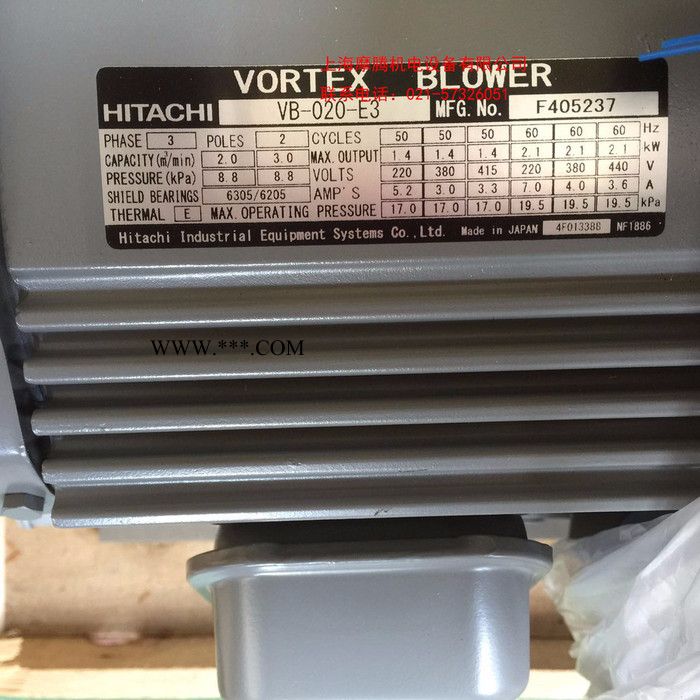 上海摩腾机电设备有限公司
VORTEX BLOWER
联系电话：021-57326051
HITACHI VB-020-E3 MFG.No. F405237
PHASE 3 POLES 2 CYCLES 50 50 50 60 60 60 Hz
CAPACITY(m³/min) 2.0 3.0 MAX.OUTPUT 1.4 1.4 1.4 2.1 2.1 2.1 kW
PRESSURE(kPa) 8.8 8.8 VOLTS 220 380 415 220 380 440 V
SHIELD BEARINGS 6305/6205 AMP'S 5.2 3.0 3.3 7.0 4.0 3.6 A
THERMAL E MAX.OPERATING PRESSURE 17.0 17.0 17.0 19.5 19.5 19.5 kPa
Hitachi Industrial Equipment Systems Co.,Ltd. Made in JAPAN 4F013388 NF1886
WWW.***.COM